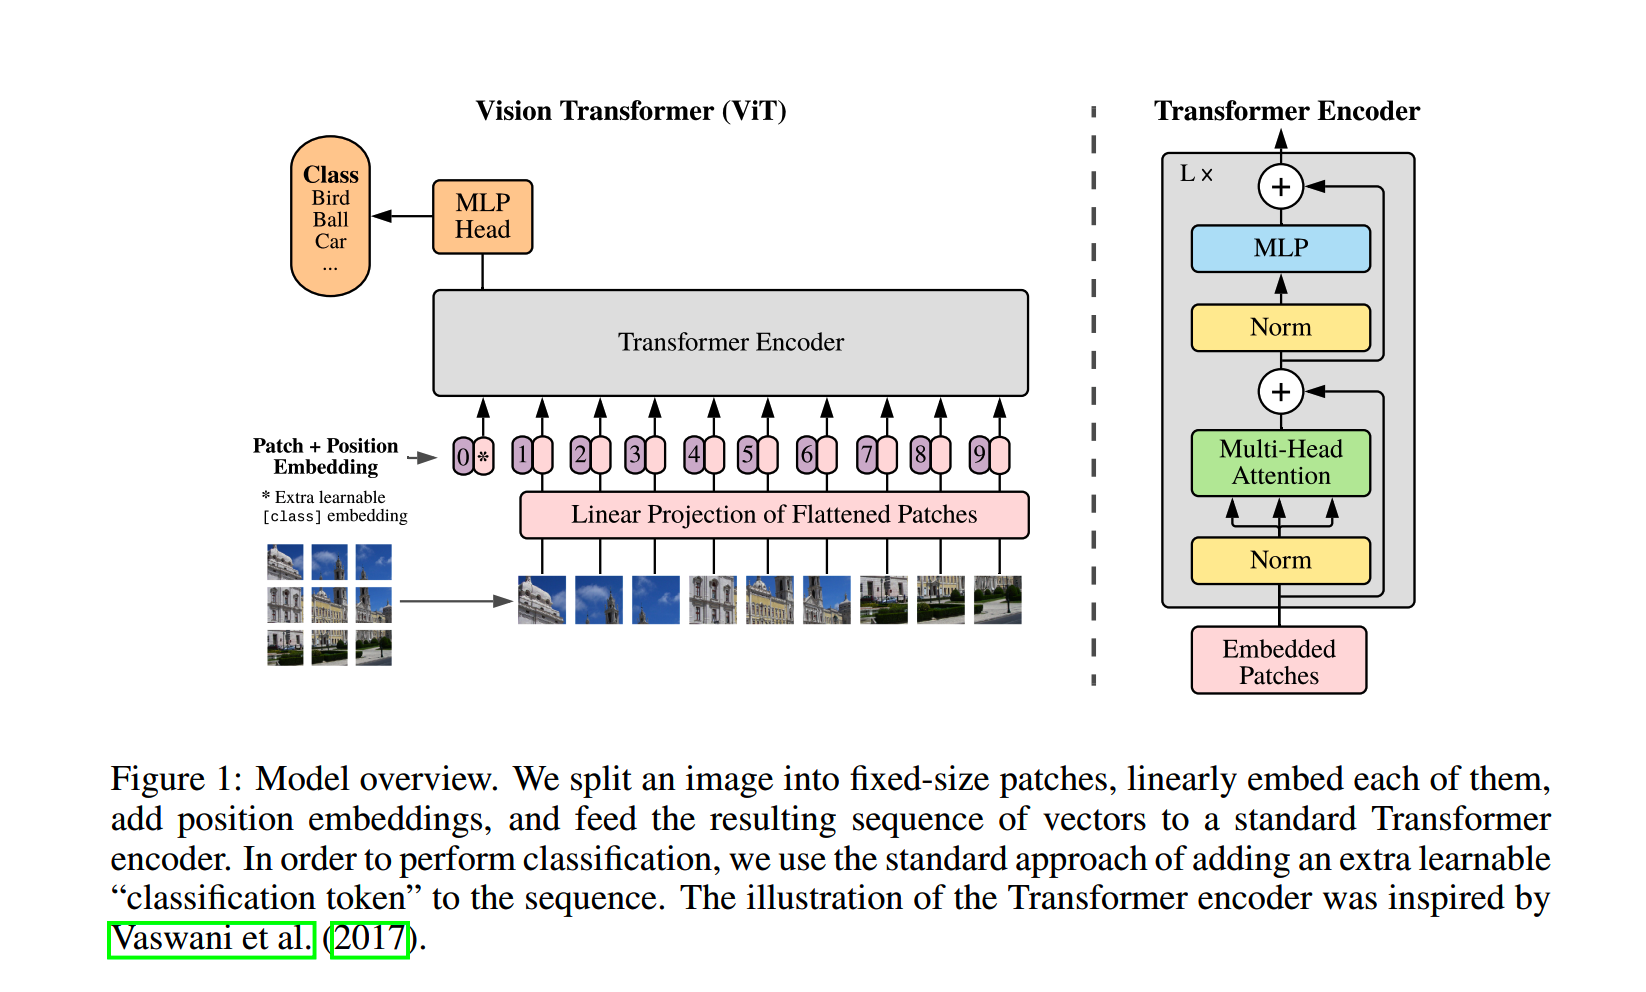 Vision Transformer (ViT)
Class
Bird
Ball
Car
...
MLP
Head
Transformer Encoder
Patch + Position
Embedding
* Extra learnable
[class] embedding
0 * 1 2 3 4 5 6 7 8 9
Linear Projection of Flattened Patches
Transformer Encoder
L ×
+
MLP
Norm
+
Multi-Head
Attention
Norm
Embedded
Patches
Figure 1: Model overview. We split an image into fixed-size patches, linearly embed each of them,
add position embeddings, and feed the resulting sequence of vectors to a standard Transformer
encoder. In order to perform classification, we use the standard approach of adding an extra learnable
“classification token” to the sequence. The illustration of the Transformer encoder was inspired by
Vaswani et al. (2017).